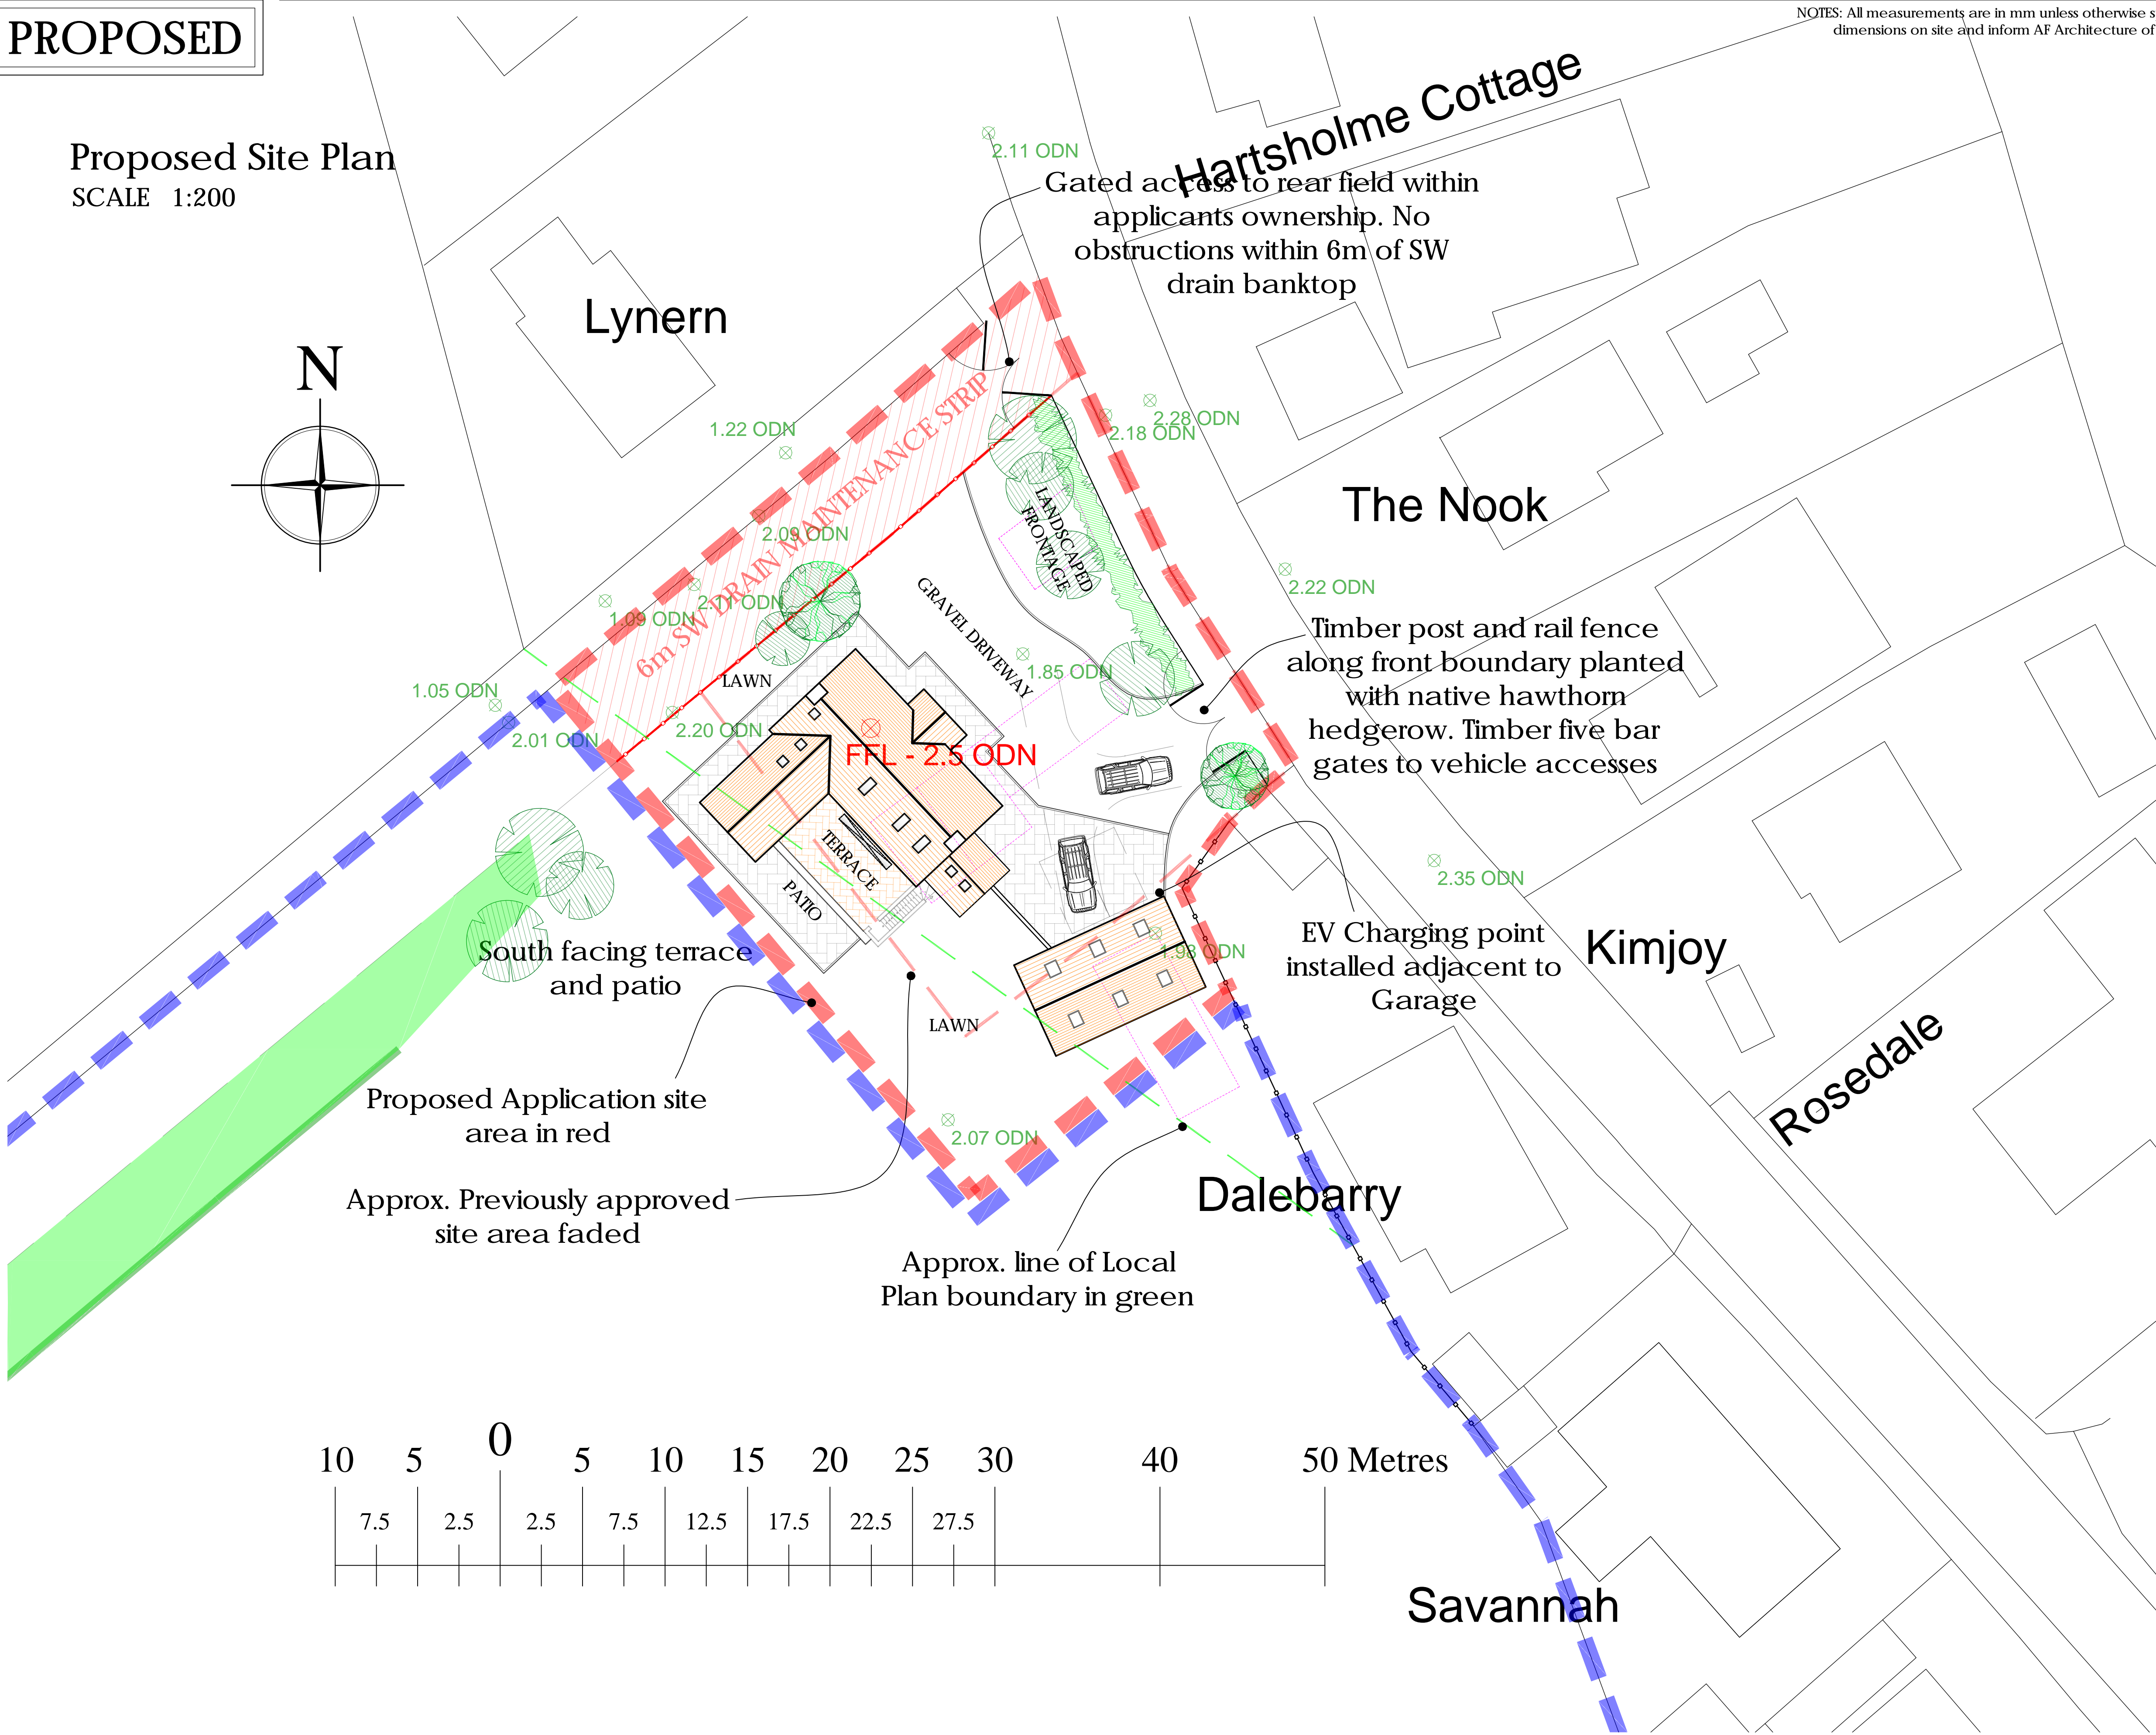 PROPOSED
NOTES: All measurements are in mm unless otherwise s
dimensions on site and inform AF Architecture of
Proposed Site Plan
SCALE 1:200
N
Hartsholme Cottage
2.11 ODN
Gated access to rear field within
applicants ownership. No
obstructions within 6m of SW
drain banktop
Lynern
6m SW DRAIN MAINTENANCE STRIP
1.22 ODN
2.28 ODN
2.18 ODN
LANDSCAPED
FRONTAGE
The Nook
2.09 ODN
2.11 ODN
1.09 ODN
2.22 ODN
GRAVEL DRIVEWAY
Timber post and rail fence
along front boundary planted
with native hawthorn
hedgerow. Timber five bar
gates to vehicle accesses
1.85 ODN
LAWN
1.05 ODN
2.01 ODN
2.20 ODN
FFL - 2.5 ODN
TERRACE
PATIO
2.35 ODN
South facing terrace
and patio
1.98 ODN
EV Charging point
installed adjacent to
Garage
Kimjoy
LAWN
Rosedale
Proposed Application site
area in red
2.07 ODN
Approx. Previously approved
site area faded
Dalebarry
Approx. line of Local
Plan boundary in green
10 5 0 5 10 15 20 25 30 40 50 Metres
7.5 2.5 2.5 7.5 12.5 17.5 22.5 27.5
Savannah